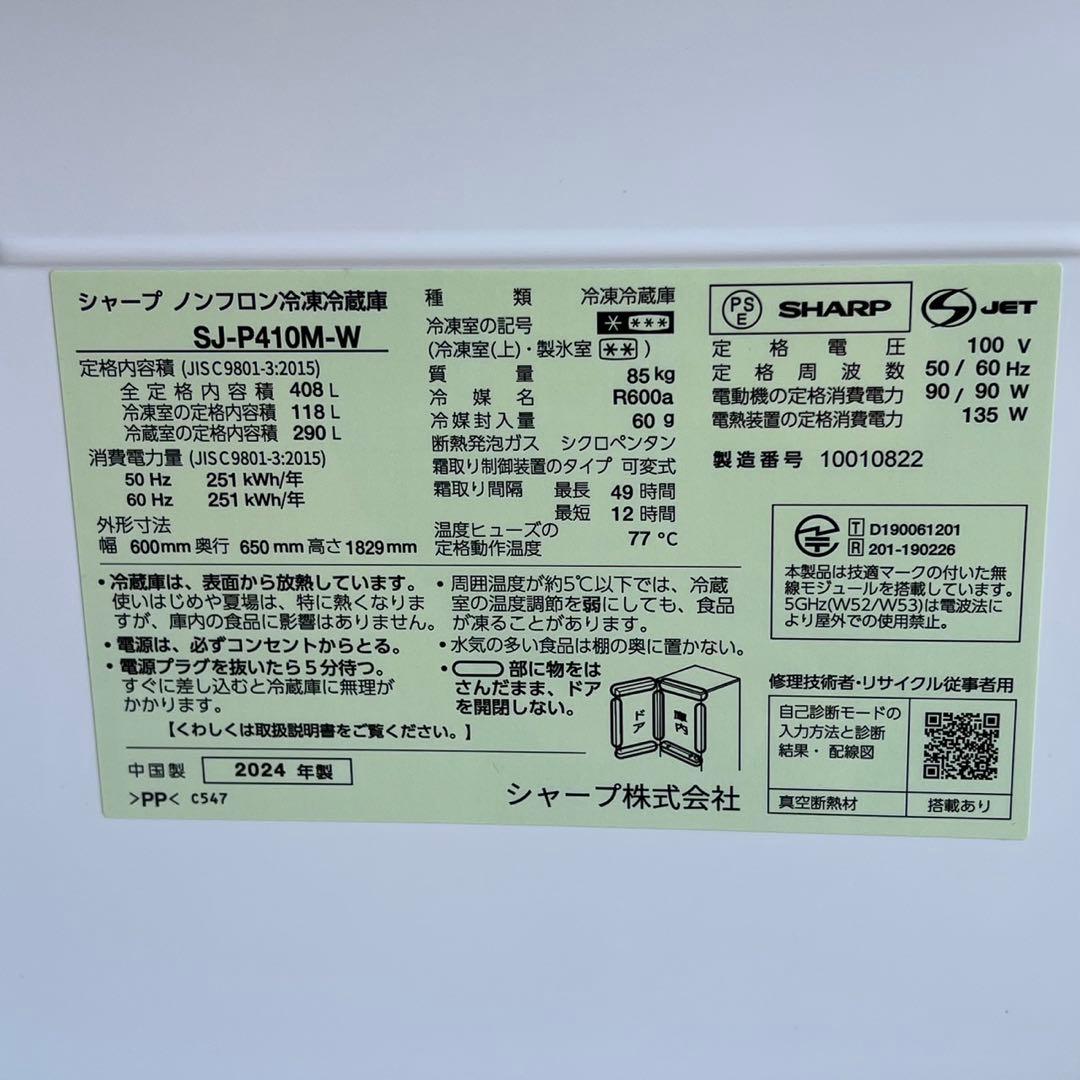 シャープ ノンフロン冷凍冷蔵庫
SJ-P410M-W
定格内容積 (JIS C 9801-3:2015)
全定格内容積 408 L
冷凍室の定格内容積 118 L
冷蔵室の定格内容積 290 L
消費電力量 (JIS C 9801-3:2015)
50 Hz 251 kWh/年
60 Hz 251 kWh/年
外形寸法
幅 600mm 奥行 650 mm 高さ 1829 mm
種類 冷凍冷蔵庫
冷凍室の記号 * ***
(冷凍室(上)・製氷室 ** )
質量 85 kg
冷媒名 R600a
冷媒封入量 60 g
断熱発泡ガス シクロペンタン
霜取り制御装置のタイプ 可変式
霜取り間隔 最長 49 時間
最短 12 時間
温度ヒューズの
定格動作温度 77 ℃
PS
E
SHARP
JET
定格電圧 100 V
定格周波数 50 / 60 Hz
電動機の定格消費電力 90 / 90 W
電熱装置の定格消費電力 135 W
製造番号 10010822
T D190061201
R 201-190226
本製品は技適マークの付いた無
線モジュールを搭載しています。
5GHz(W52/W53)は電波法に
より屋外での使用禁止。
・冷蔵庫は、表面から放熱しています。
使いはじめや夏場は、特に熱くなりま
すが、庫内の食品に影響はありません。
・電源は、必ずコンセントからとる。
・電源プラグを抜いたら5分待つ。
すぐに差し込むと冷蔵庫に無理が
かかります。
【くわしくは取扱説明書をご覧ください。】
・周囲温度が約5℃以下では、冷蔵
室の温度調節を弱にしても、食品
が凍ることがあります。
・水気の多い食品は棚の奥に置かない。
・ 部に物をは
さんだまま、ドア
を開閉しない。
ドア
庫内
中国製 2024 年製
>PP< C547
シャープ株式会社
修理技術者・リサイクル従事者用
自己診断モードの
入力方法と診断
結果・配線図
真空断熱材 搭載あり